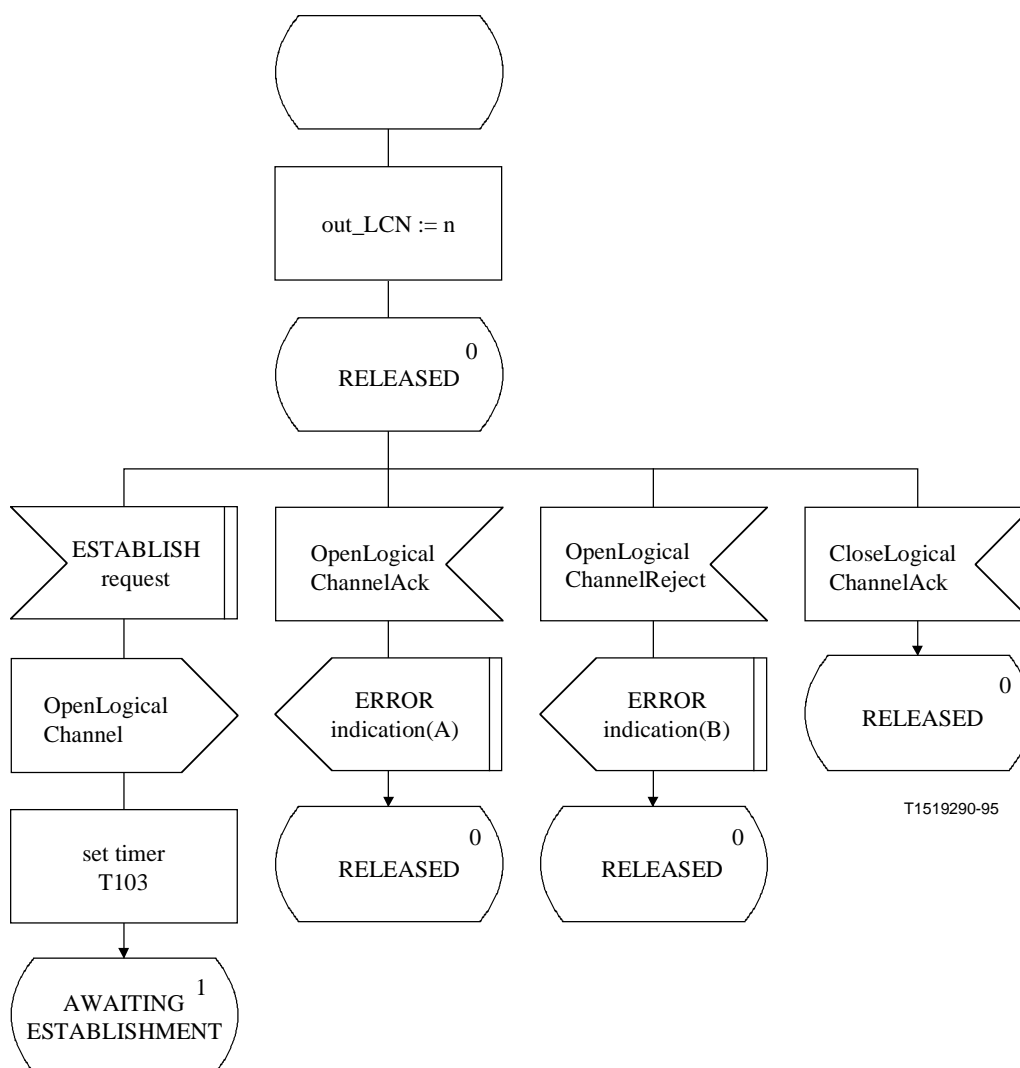 out_LCN := n
0
RELEASED
ESTABLISH
request
OpenLogical
ChannelAck
OpenLogical
ChannelReject
CloseLogical
ChannelAck
OpenLogical
Channel
ERROR
indication(A)
ERROR
indication(B)
0
RELEASED
T1519290-95
set timer
T103
0
RELEASED
0
RELEASED
1
AWAITING
ESTABLISHMENT